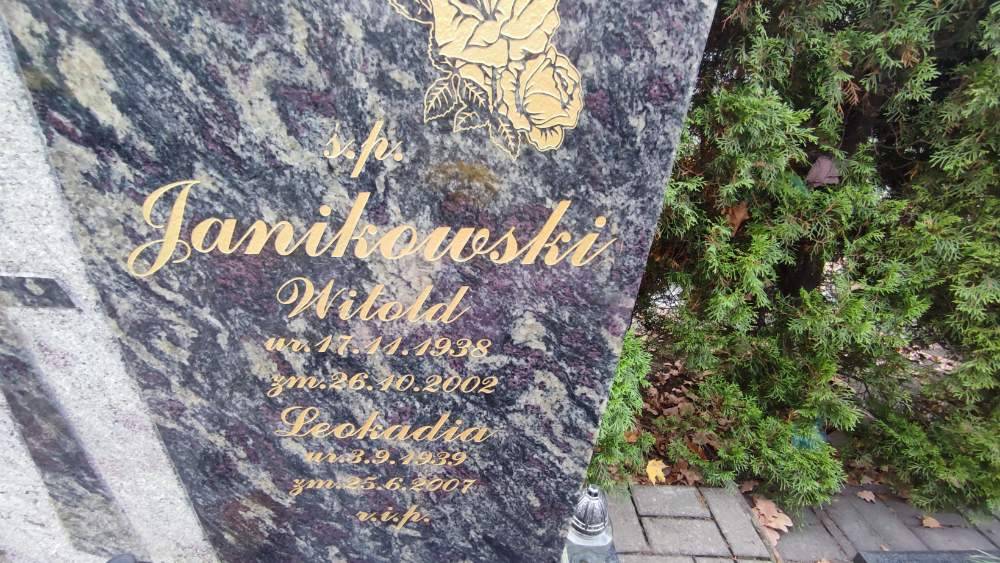 ś.p.
Janikowski
Witold
ur.17.11.1938
zm.26.10.2002
Leokadia
ur.3.9.1939
zm.25.6.2007
r.i.p.